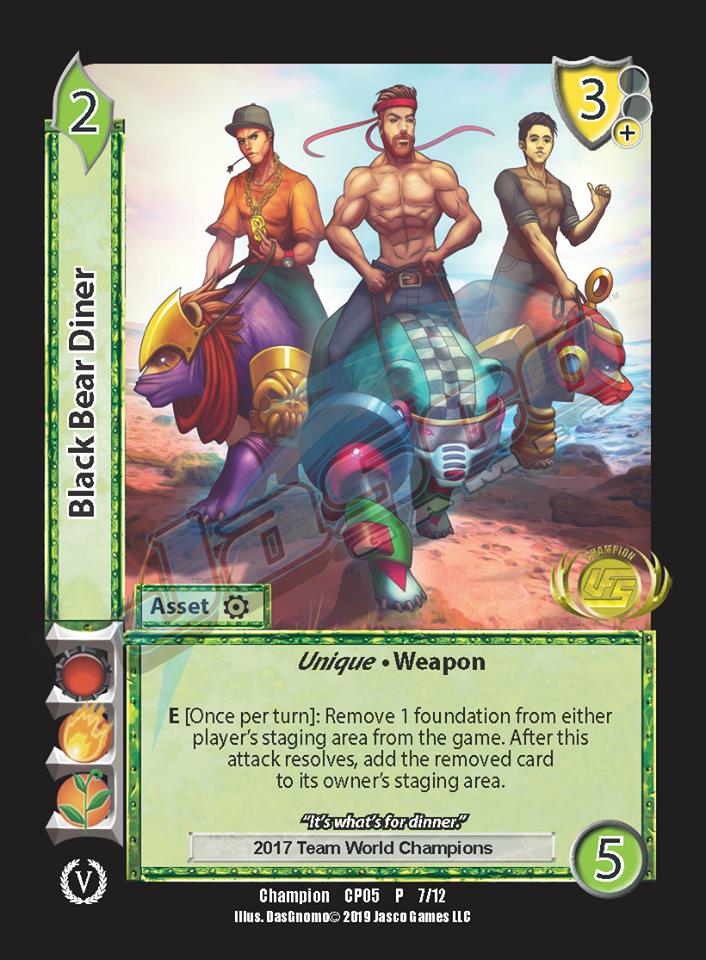 2
3
+
Black Bear Diner
TM
Jasco
CHAMPION
UFS
Asset
Unique • Weapon
E [Once per turn]: Remove 1 foundation from either
player's staging area from the game. After this
attack resolves, add the removed card
to its owner's staging area.
"It's what's for dinner."
2017 Team World Champions
5
V
Champion CP05 P 7/12
Illus. DasGnomo© 2019 Jasco Games LLC